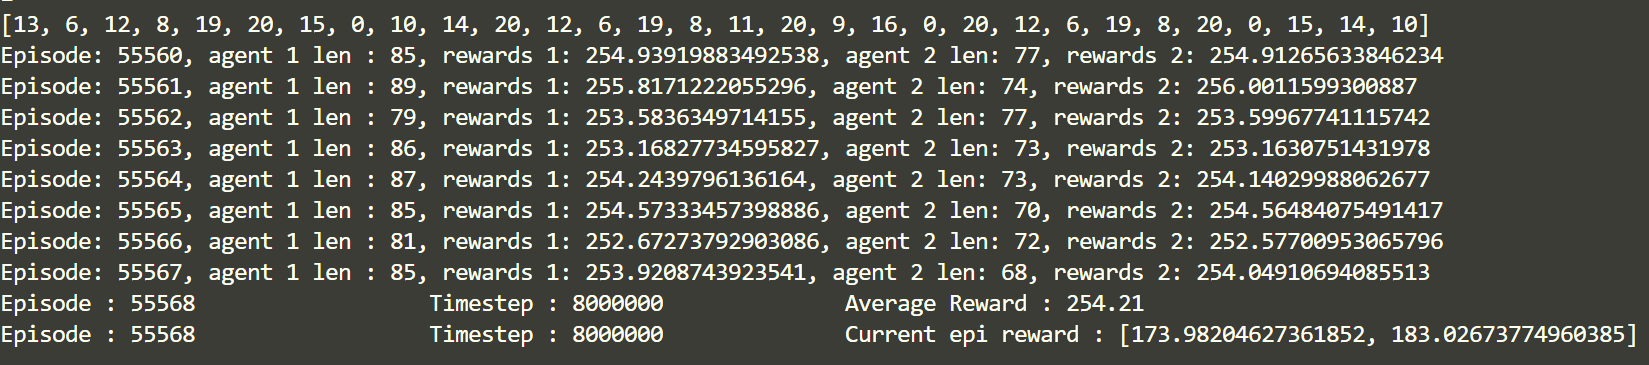 [13, 6, 12, 8, 19, 20, 15, 0, 10, 14, 20, 12, 6, 19, 8, 11, 20, 9, 16, 0, 20, 12, 6, 19, 8, 20, 0, 15, 14, 10]
Episode: 55560, agent 1 len : 85, rewards 1: 254.93919883492538, agent 2 len: 77, rewards 2: 254.91265633846234
Episode: 55561, agent 1 len : 89, rewards 1: 255.8171222055296, agent 2 len: 74, rewards 2: 256.0011599300887
Episode: 55562, agent 1 len : 79, rewards 1: 253.5836349714155, agent 2 len: 77, rewards 2: 253.59967741115742
Episode: 55563, agent 1 len : 86, rewards 1: 253.16827734595827, agent 2 len: 73, rewards 2: 253.1630751431978
Episode: 55564, agent 1 len : 87, rewards 1: 254.2439796136164, agent 2 len: 73, rewards 2: 254.14029988062677
Episode: 55565, agent 1 len : 85, rewards 1: 254.57333457398886, agent 2 len: 70, rewards 2: 254.56484075491417
Episode: 55566, agent 1 len : 81, rewards 1: 252.67273792903086, agent 2 len: 72, rewards 2: 252.57700953065796
Episode: 55567, agent 1 len : 85, rewards 1: 253.9208743923541, agent 2 len: 68, rewards 2: 254.04910694085513
Episode : 55568 Timestep : 8000000 Average Reward : 254.21
Episode : 55568 Timestep : 8000000 Current epi reward : [173.98204627361852, 183.02673774960385]